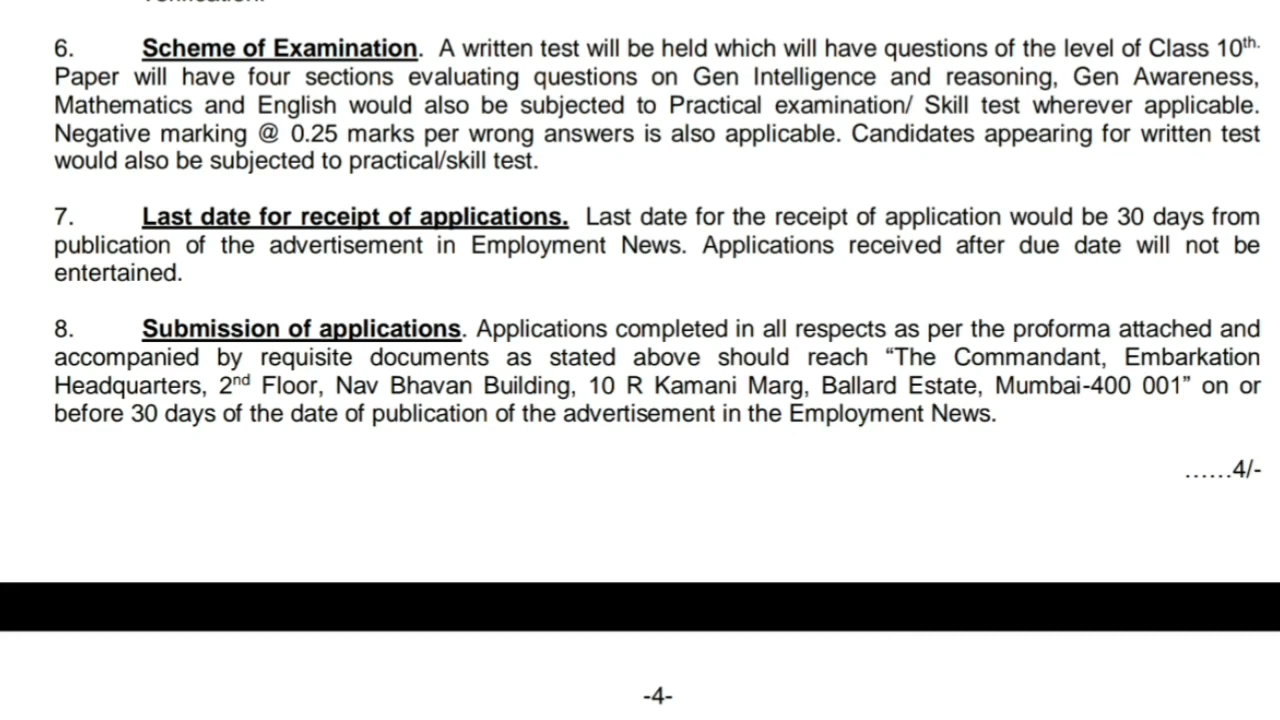 6. Scheme of Examination. A written test will be held which will have questions of the level of Class 10th.
Paper will have four sections evaluating questions on Gen Intelligence and reasoning, Gen Awareness,
Mathematics and English would also be subjected to Practical examination/ Skill test wherever applicable.
Negative marking @ 0.25 marks per wrong answers is also applicable. Candidates appearing for written test
would also be subjected to practical/skill test.
7. Last date for receipt of applications. Last date for the receipt of application would be 30 days from
publication of the advertisement in Employment News. Applications received after due date will not be
entertained.
8. Submission of applications. Applications completed in all respects as per the proforma attached and
accompanied by requisite documents as stated above should reach “The Commandant, Embarkation
Headquarters, 2nd Floor, Nav Bhavan Building, 10 R Kamani Marg, Ballard Estate, Mumbai-400 001” on or
before 30 days of the date of publication of the advertisement in the Employment News.
......4/-
-4-